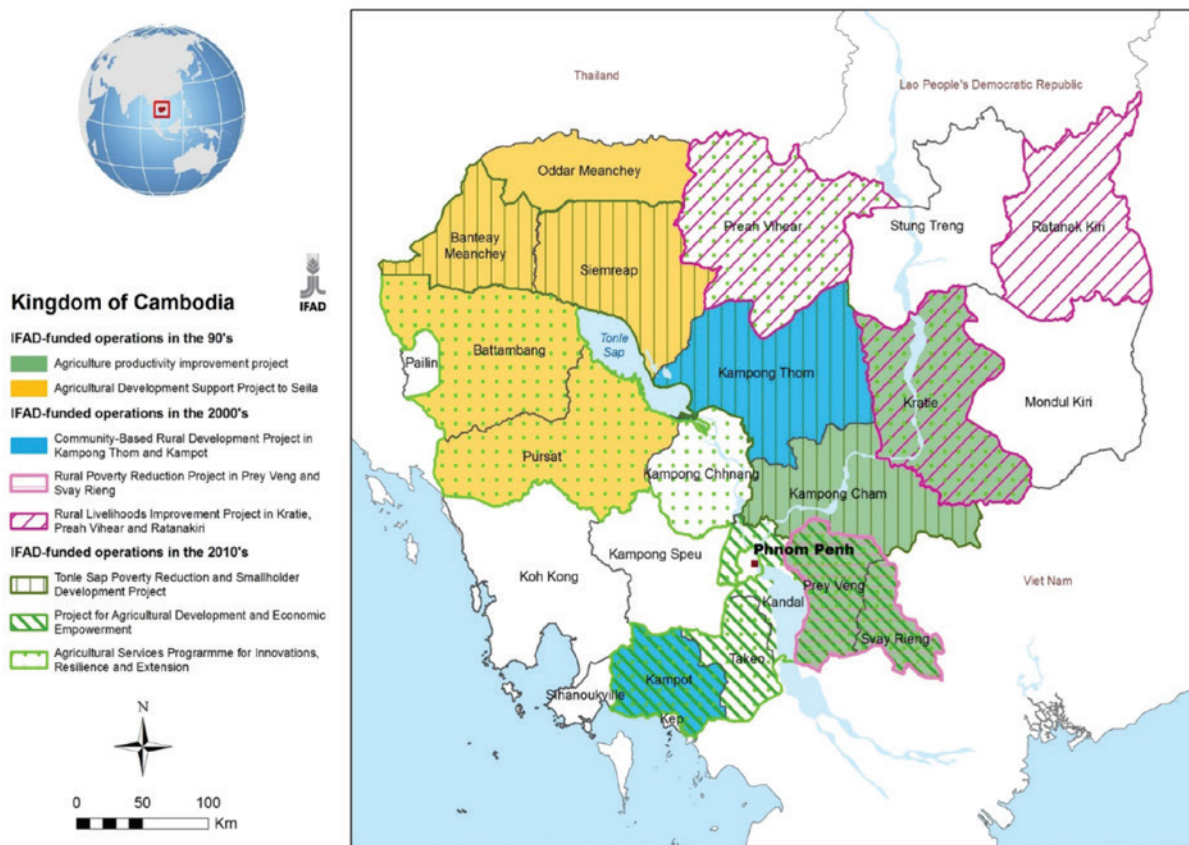 IFAD
Kingdom of Cambodia
IFAD-funded operations in the 90's
Agriculture productivity improvement project
Agricultural Development Support Project to Seila
IFAD-funded operations in the 2000's
Community-Based Rural Development Project in
Kampong Thom and Kampot
Rural Poverty Reduction Project in Prey Veng and
Svay Rieng
Rural Livelihoods Improvement Project in Kratie,
Preah Vihear and Ratanakiri
IFAD-funded operations in the 2010's
Tonle Sap Poverty Reduction and Smallholder
Development Project
Project for Agricultural Development and Economic
Empowerment
Agricultural Services Programme for Innovations,
Resilience and Extension
N
0 50 100
Km
Thailand
Lao People's Democratic Republic
Oddar Meanchey
Preah Vihear
Stung Treng
Ratanak Kiri
Banteay
Meanchey
Siemreap
Tonle
Sap
Battambang
Pailin
Kampong Thom
Kratie
Mondul Kiri
Pursat
Kampong Chhnang
Kampong Cham
Kampong Speu
Phnom Penh
Koh Kong
Prey Veng
Kandal
Viet Nam
Svay Rieng
Takeo
Kampot
Sihanoukville
Kep